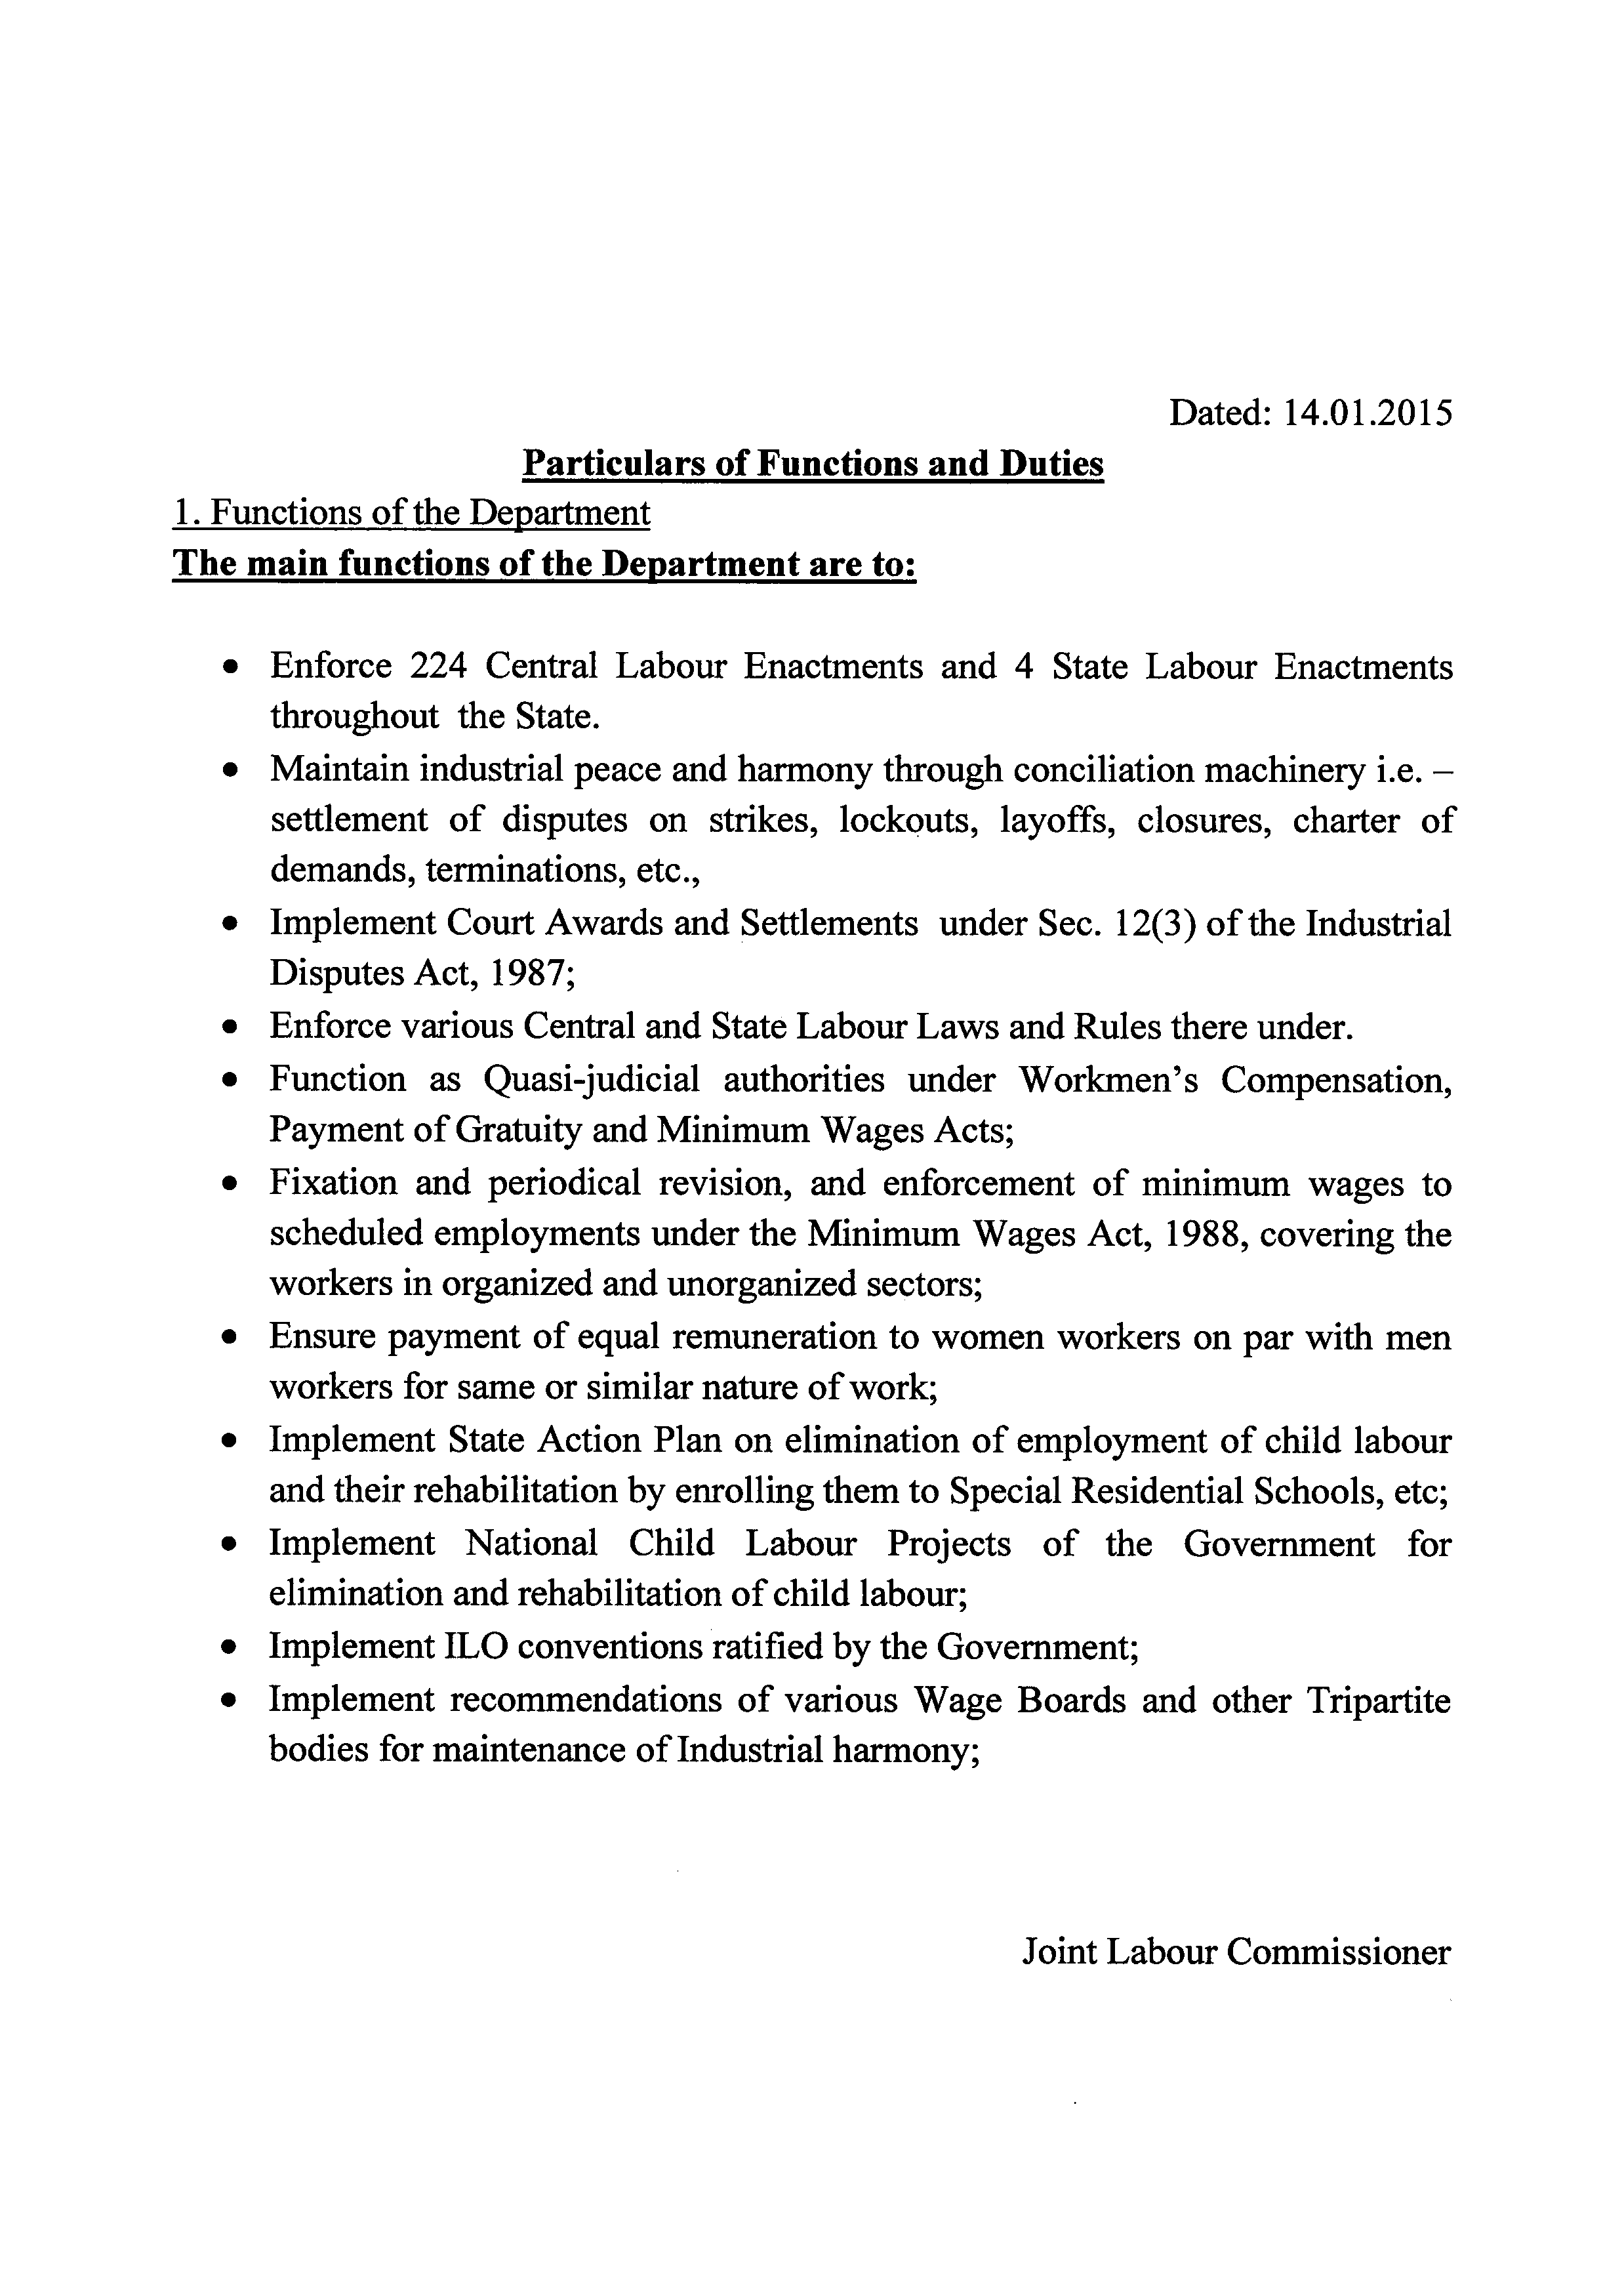 Dated: 14.01.2015
Particulars of Functions and Duties
1. Functions of the Department
The main functions of the Department are to:
• Enforce 224 Central Labour Enactments and 4 State Labour Enactments
throughout the State.
• Maintain industrial peace and harmony through conciliation machinery i.e. –
settlement of disputes on strikes, lockouts, layoffs, closures, charter of
demands, terminations, etc.,
• Implement Court Awards and Settlements under Sec. 12(3) of the Industrial
Disputes Act, 1987;
• Enforce various Central and State Labour Laws and Rules there under.
• Function as Quasi-judicial authorities under Workmen’s Compensation,
Payment of Gratuity and Minimum Wages Acts;
• Fixation and periodical revision, and enforcement of minimum wages to
scheduled employments under the Minimum Wages Act, 1988, covering the
workers in organized and unorganized sectors;
• Ensure payment of equal remuneration to women workers on par with men
workers for same or similar nature of work;
• Implement State Action Plan on elimination of employment of child labour
and their rehabilitation by enrolling them to Special Residential Schools, etc;
• Implement National Child Labour Projects of the Government for
elimination and rehabilitation of child labour;
• Implement ILO conventions ratified by the Government;
• Implement recommendations of various Wage Boards and other Tripartite
bodies for maintenance of Industrial harmony;
Joint Labour Commissioner